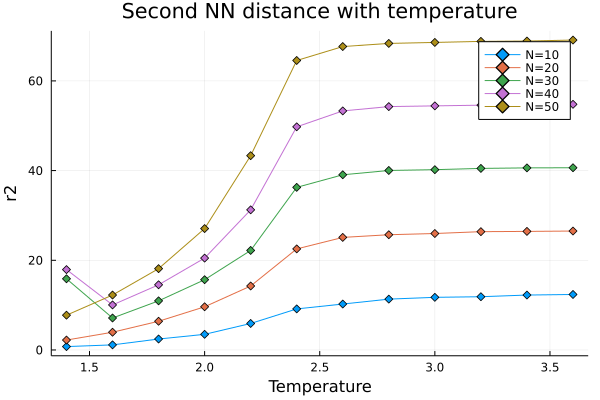 Second NN distance with temperature
r2
60
40
20
0
N=10
N=20
N=30
N=40
N=50
1.5 2.0 2.5 3.0 3.5
Temperature